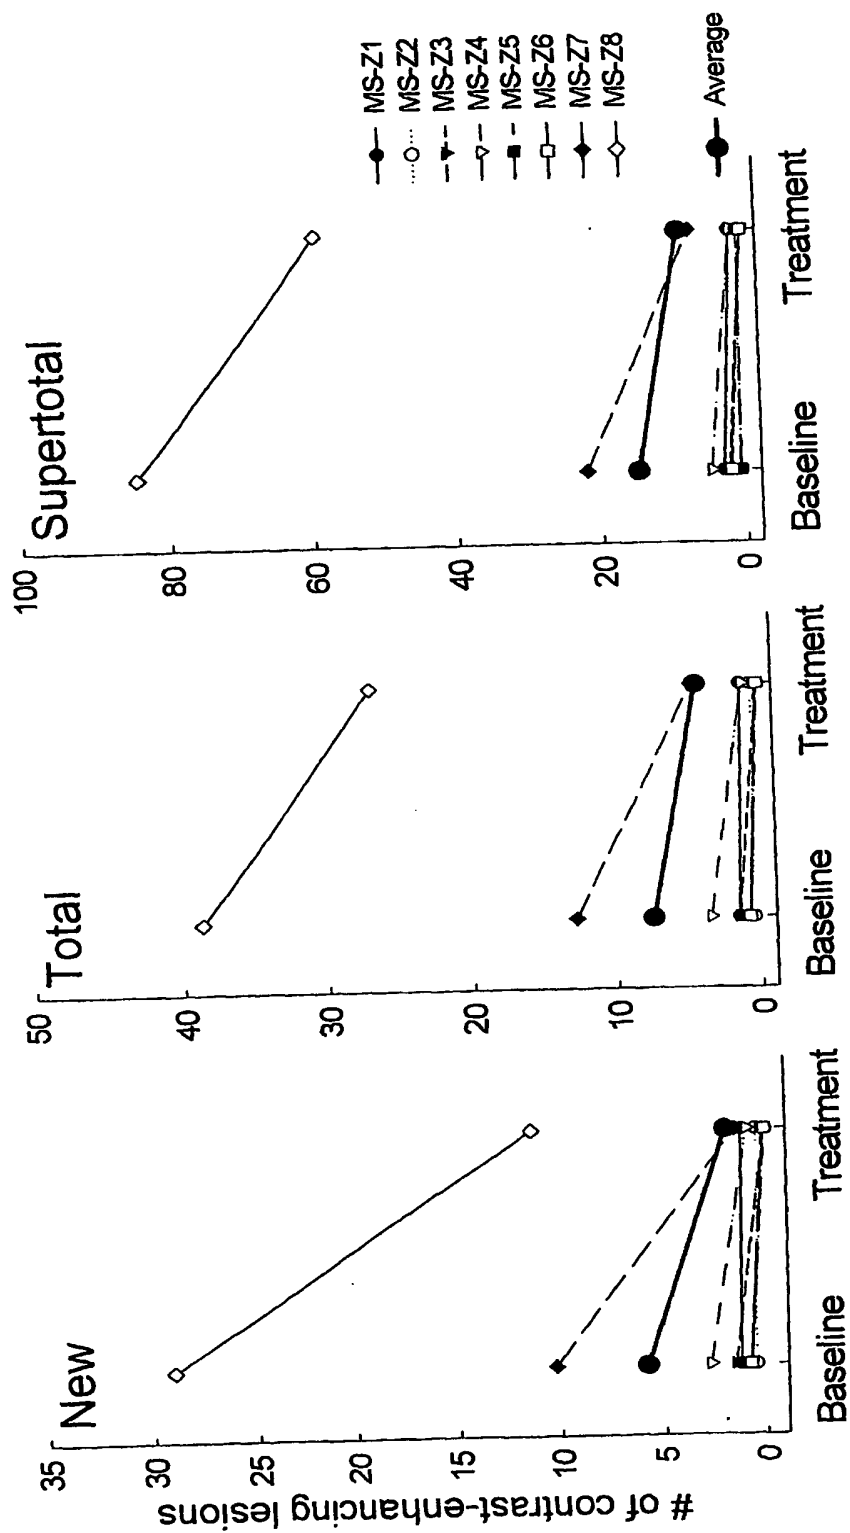 # of contrast-enhancing lesions
New
35
30
25
20
15
10
5
0
Baseline
Treatment
Total
50
40
30
20
10
0
Baseline
Treatment
Supertotal
100
80
60
40
20
0
Baseline
Treatment
MS-Z1
MS-Z2
MS-Z3
MS-Z4
MS-Z5
MS-Z6
MS-Z7
MS-Z8
Average